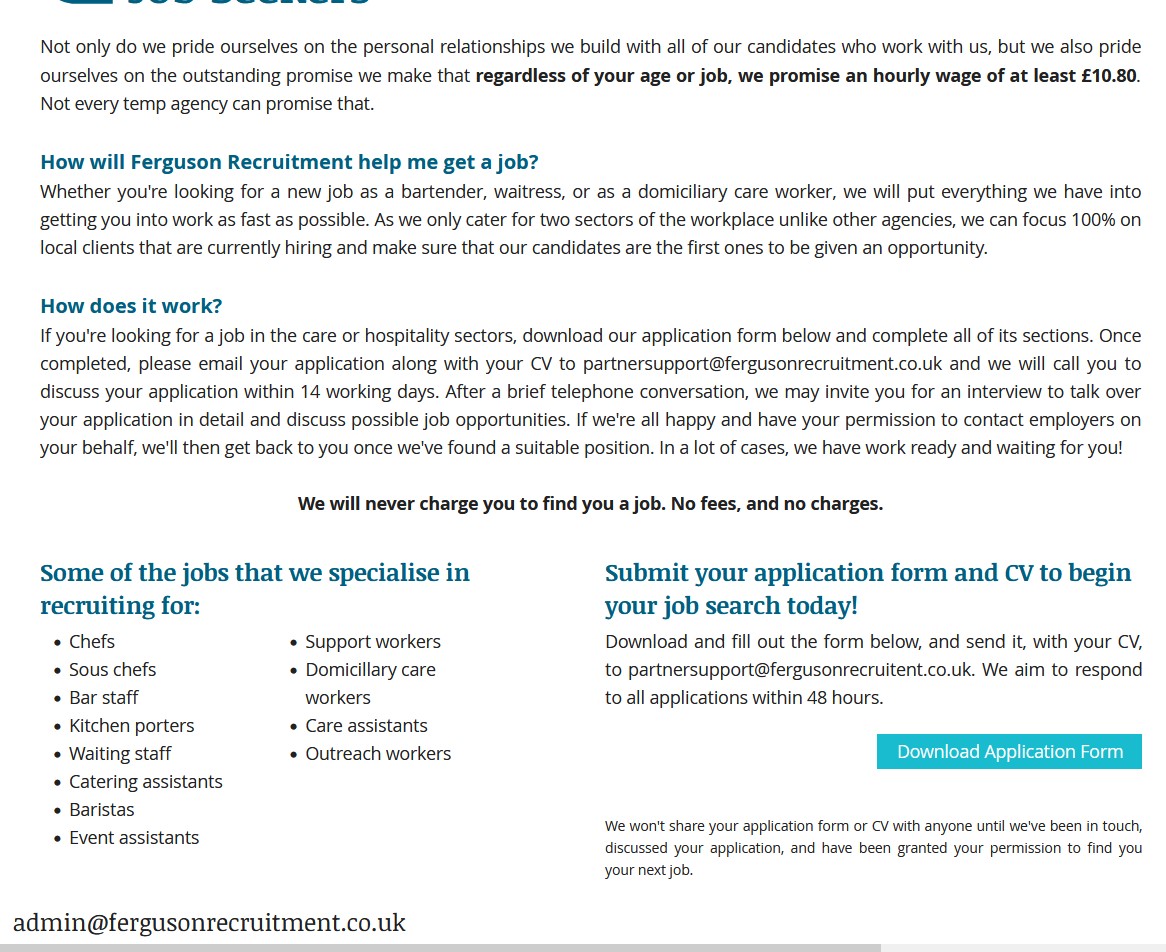 Not only do we pride ourselves on the personal relationships we build with all of our candidates who work with us, but we also pride
ourselves on the outstanding promise we make that regardless of your age or job, we promise an hourly wage of at least £10.80.
Not every temp agency can promise that.
How will Ferguson Recruitment help me get a job?
Whether you're looking for a new job as a bartender, waitress, or as a domiciliary care worker, we will put everything we have into
getting you into work as fast as possible. As we only cater for two sectors of the workplace unlike other agencies, we can focus 100% on
local clients that are currently hiring and make sure that our candidates are the first ones to be given an opportunity.
How does it work?
If you're looking for a job in the care or hospitality sectors, download our application form below and complete all of its sections. Once
completed, please email your application along with your CV to partnersupport@fergusonrecruitment.co.uk and we will call you to
discuss your application within 14 working days. After a brief telephone conversation, we may invite you for an interview to talk over
your application in detail and discuss possible job opportunities. If we're all happy and have your permission to contact employers on
your behalf, we'll then get back to you once we've found a suitable position. In a lot of cases, we have work ready and waiting for you!
We will never charge you to find you a job. No fees, and no charges.
Some of the jobs that we specialise in
recruiting for:
• Chefs
• Sous chefs
• Bar staff
• Kitchen porters
• Waiting staff
• Catering assistants
• Baristas
• Event assistants
• Support workers
• Domicillary care
workers
• Care assistants
• Outreach workers
Submit your application form and CV to begin
your job search today!
Download and fill out the form below, and send it, with your CV,
to partnersupport@fergusonrecruitent.co.uk. We aim to respond
to all applications within 48 hours.
Download Application Form
We won't share your application form or CV with anyone until we've been in touch,
discussed your application, and have been granted your permission to find you
your next job.
admin@fergusonrecruitment.co.uk